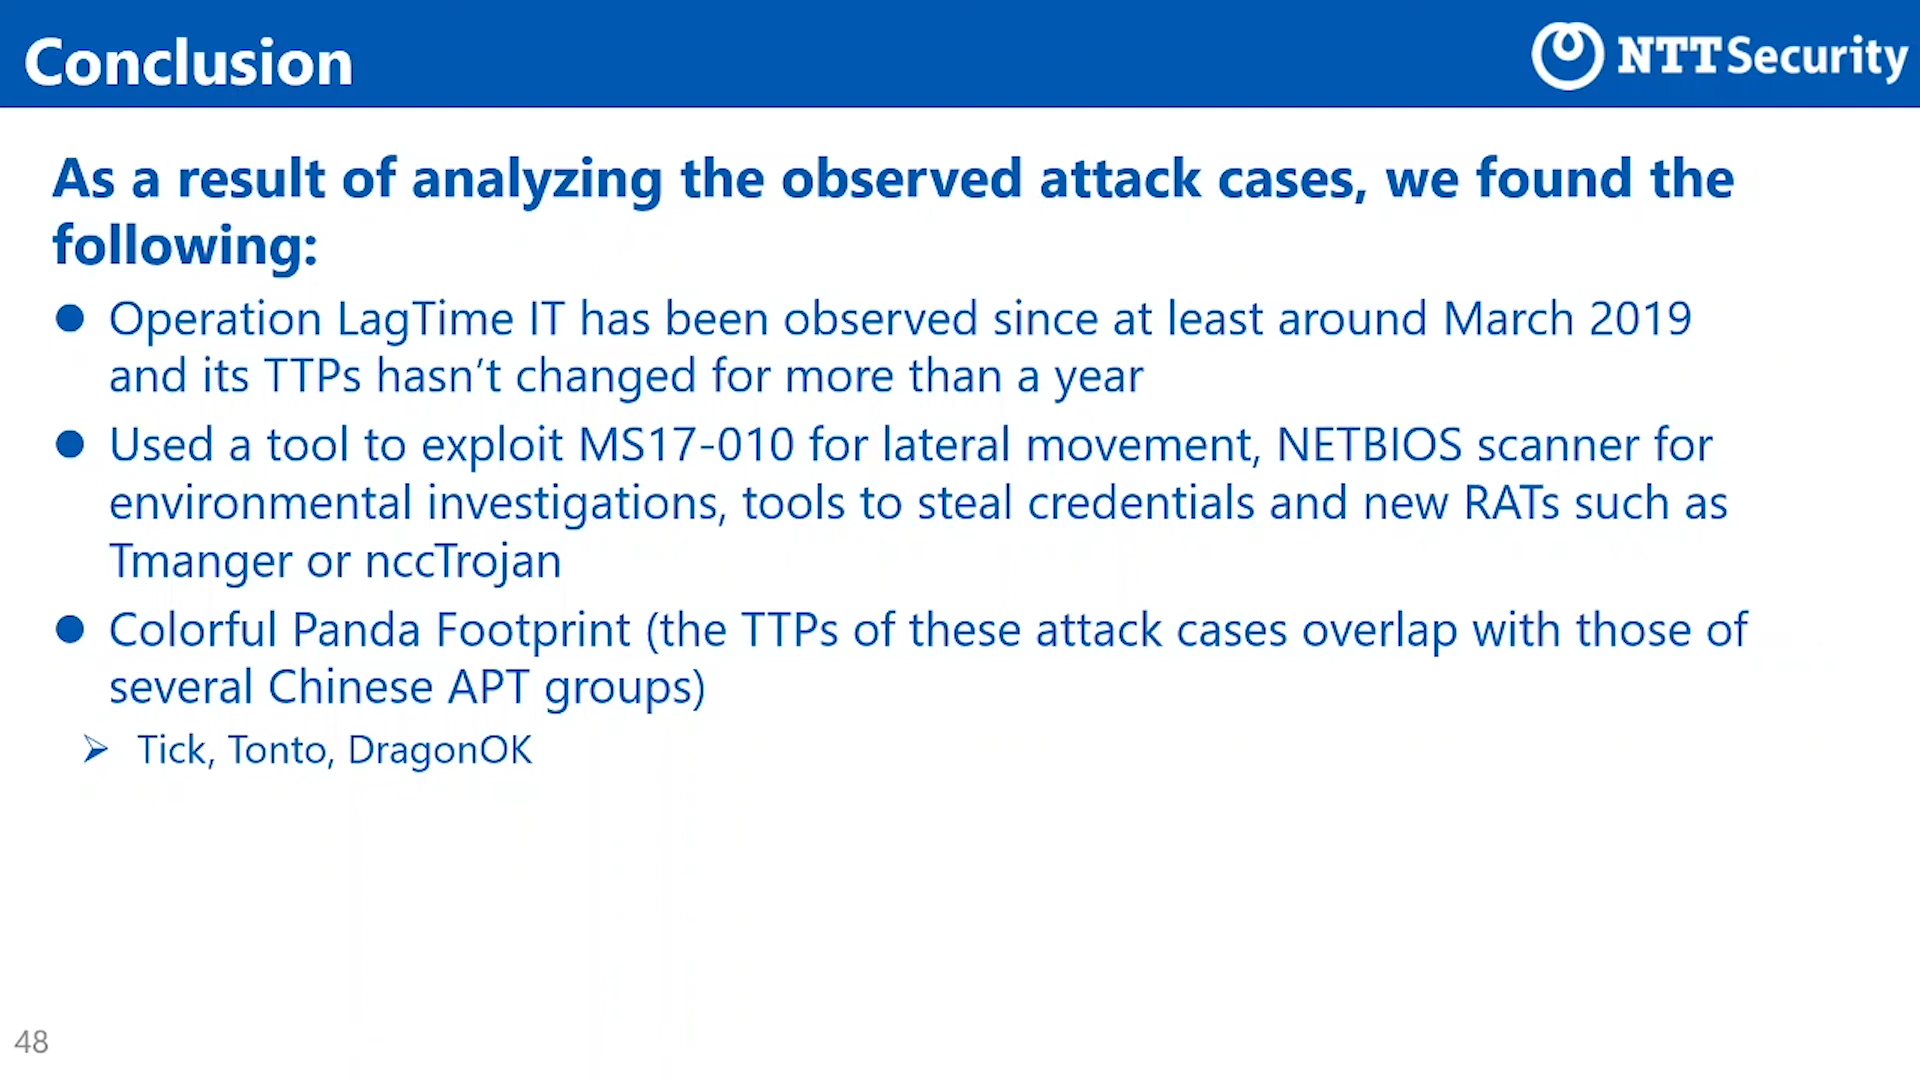 Conclusion
NTT Security
As a result of analyzing the observed attack cases, we found the
following:
● Operation LagTime IT has been observed since at least around March 2019
and its TTPs hasn’t changed for more than a year
● Used a tool to exploit MS17-010 for lateral movement, NETBIOS scanner for
environmental investigations, tools to steal credentials and new RATs such as
Tmanger or nccTrojan
● Colorful Panda Footprint (the TTPs of these attack cases overlap with those of
several Chinese APT groups)
➢ Tick, Tonto, DragonOK
48